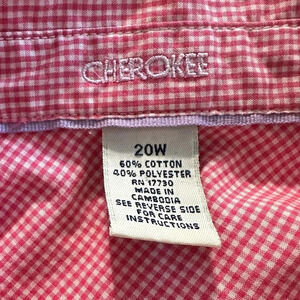 CHEROKEE
20W
60% COTTON
40% POLYESTER
RN 17730
MADE IN
CAMBODIA
SEE REVERSE SIDE
FOR CARE
INSTRUCTIONS